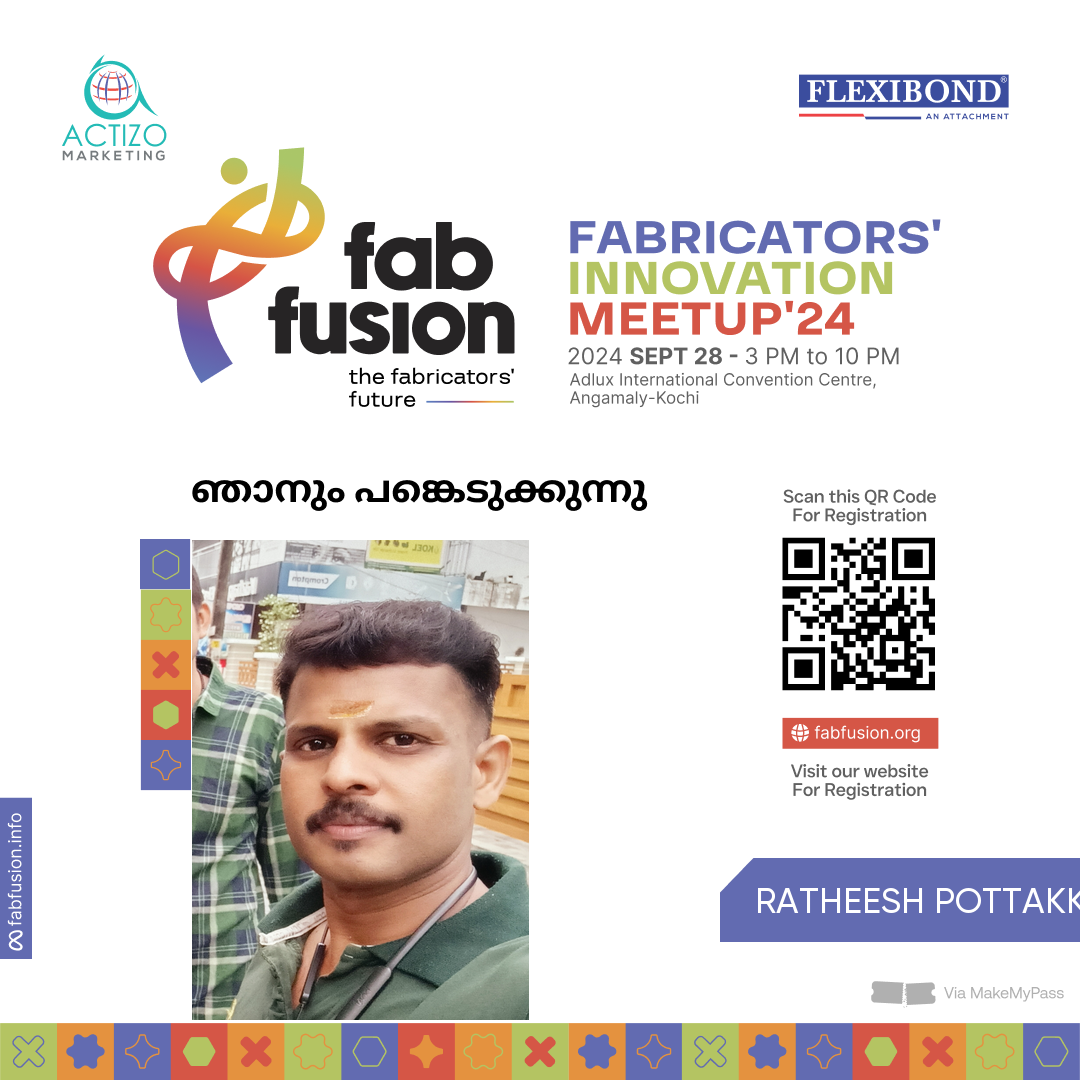 ACTIZO
MARKETING
FLEXIBOND®
AN ATTACHMENT
fab
fusion
the fabricators'
future
FABRICATORS'
INNOVATION
MEETUP'24
2024 SEPT 28 - 3 PM to 10 PM
Adlux International Convention Centre,
Angamaly-Kochi
ഞാനും പങ്കെടുക്കുന്നു
Scan this QR Code
For Registration
KOEL
Crompton
fabfusion.org
Visit our website
For Registration
fabfusion.info
RATHEESH POTTAKK
Via MakeMyPass